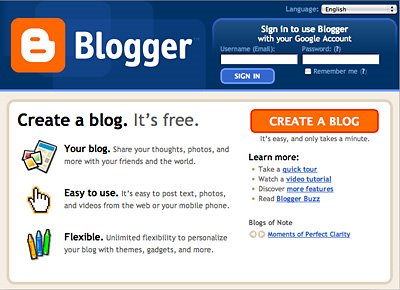 Language: English
Blogger™
Sign in to use Blogger
with your Google Account
Username (Email): Password: (?)
SIGN IN
Remember me (?)
Create a blog. It's free.
Your blog. Share your thoughts, photos, and
more with your friends and the world.
Easy to use. It's easy to post text, photos,
and videos from the web or your mobile phone.
Flexible. Unlimited flexibility to personalize
your blog with themes, gadgets, and more.
CREATE A BLOG
It's easy, and only takes a minute.
Learn more:
• Take a quick tour
• Watch a video tutorial
• Discover more features
• Read Blogger Buzz
Blogs of Note
Moments of Perfect Clarity